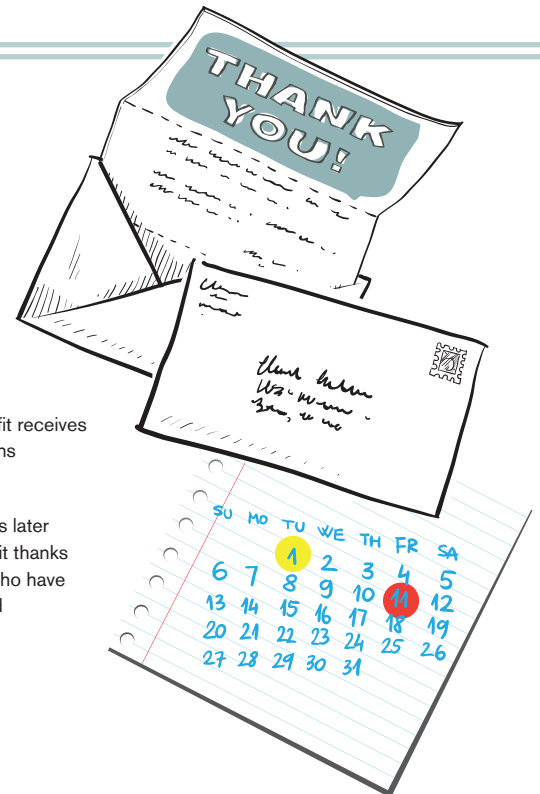 THANK
YOU!
fit receives
ns
s later
it thanks
ho have
d
SU MO TU WE TH FR SA
1 2 3 4 5
6 7 8 9 10 11 12
13 14 15 16 17 18 19
20 21 22 23 24 25 26
27 28 29 30 31